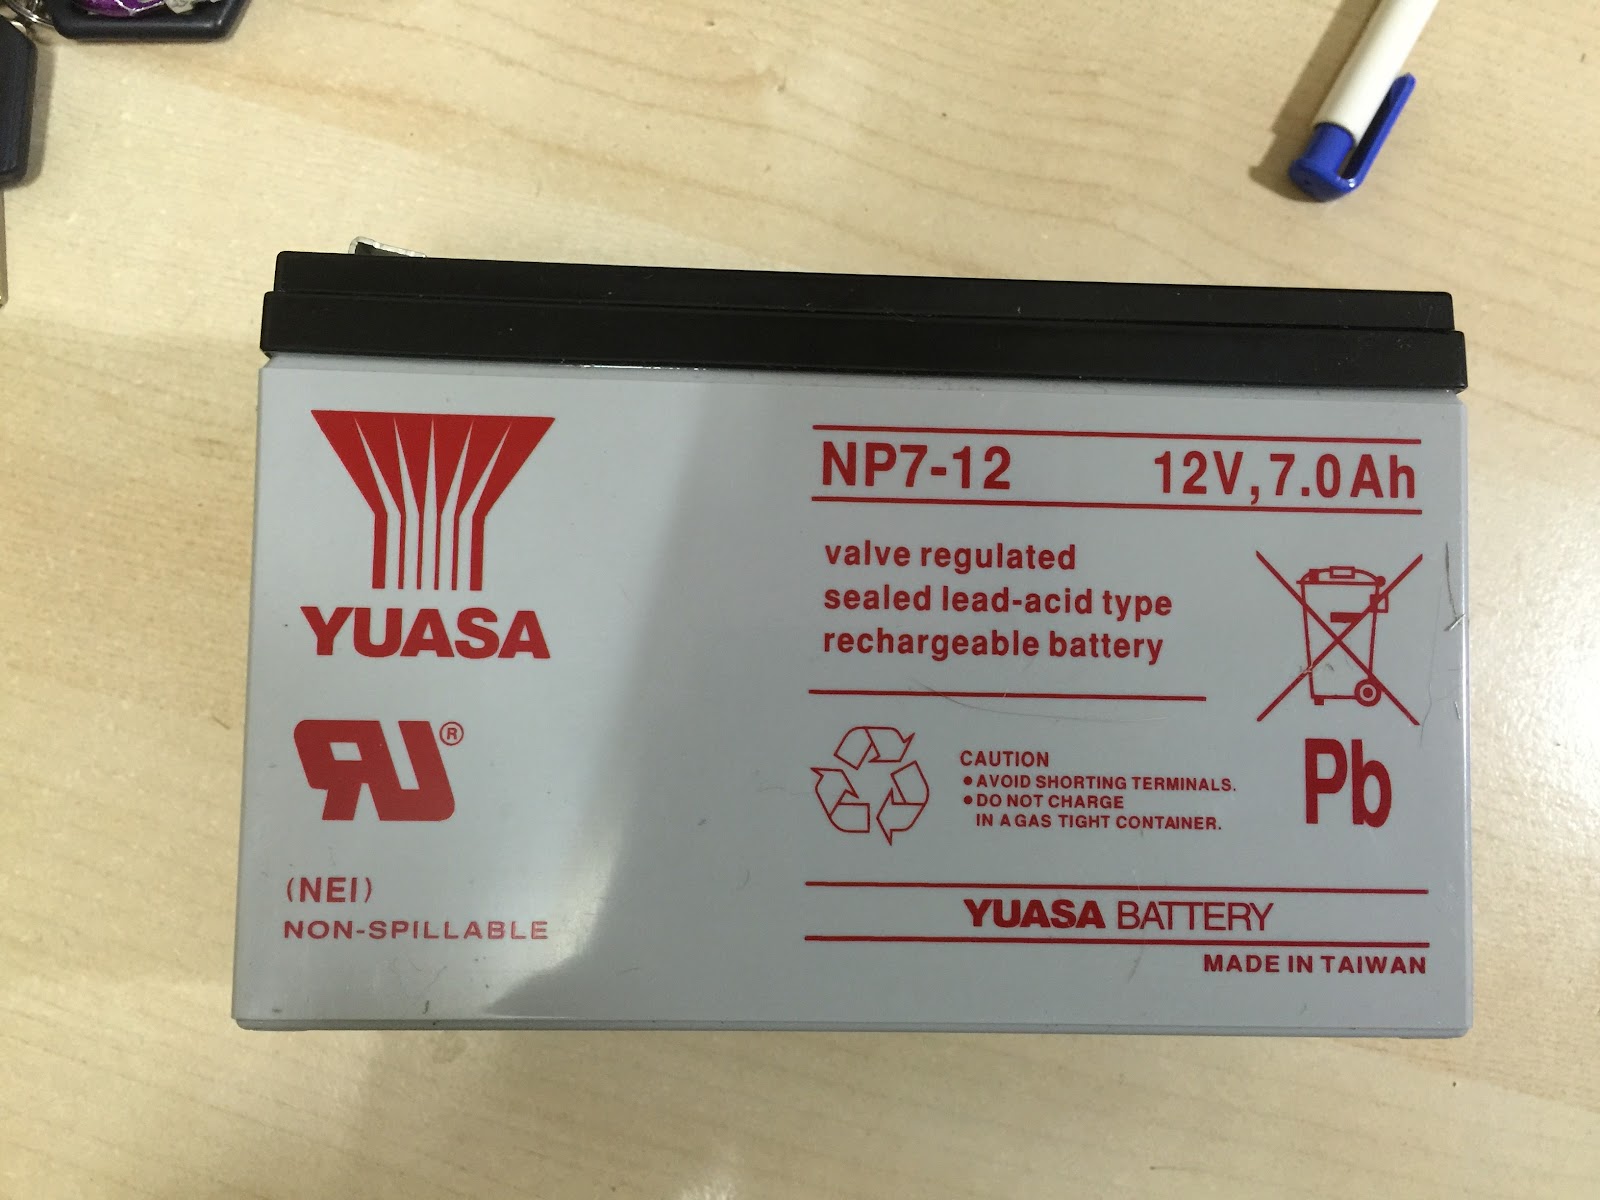 YUASA
RU®
(NEI)
NON-SPILLABLE
NP7-12 12V,7.0Ah
valve regulated
sealed lead-acid type
rechargeable battery
CAUTION
•AVOID SHORTING TERMINALS.
•DO NOT CHARGE
IN A GAS TIGHT CONTAINER.
Pb
YUASA BATTERY
MADE IN TAIWAN